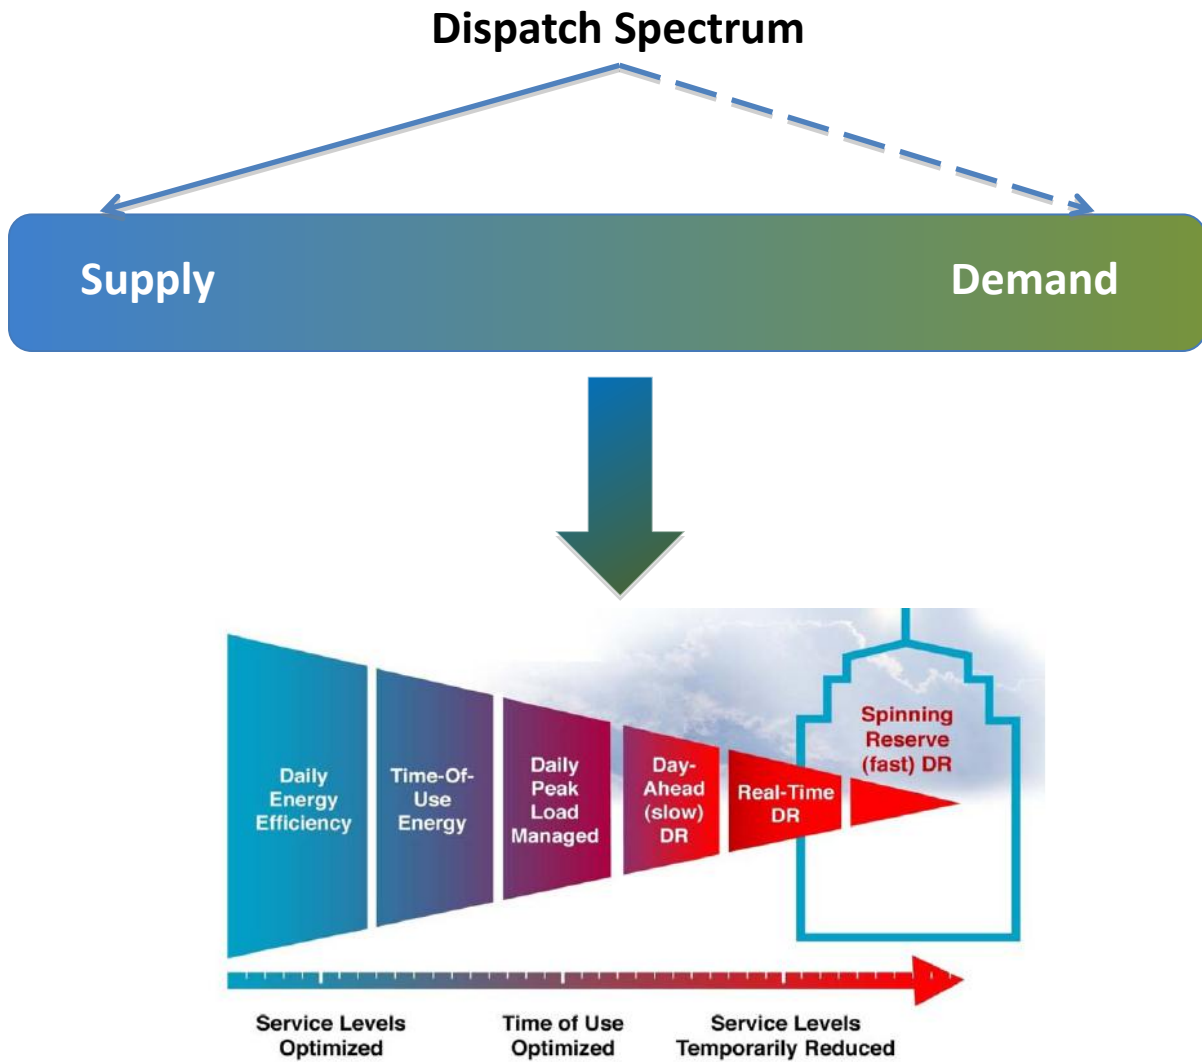 Dispatch Spectrum
Supply
Demand
Daily
Energy
Efficiency
Time-Of-
Use
Energy
Daily
Peak
Load
Managed
Day-
Ahead
(slow)
DR
Real-Time
DR
Spinning
Reserve
(fast) DR
Service Levels
Optimized
Time of Use
Optimized
Service Levels
Temporarily Reduced